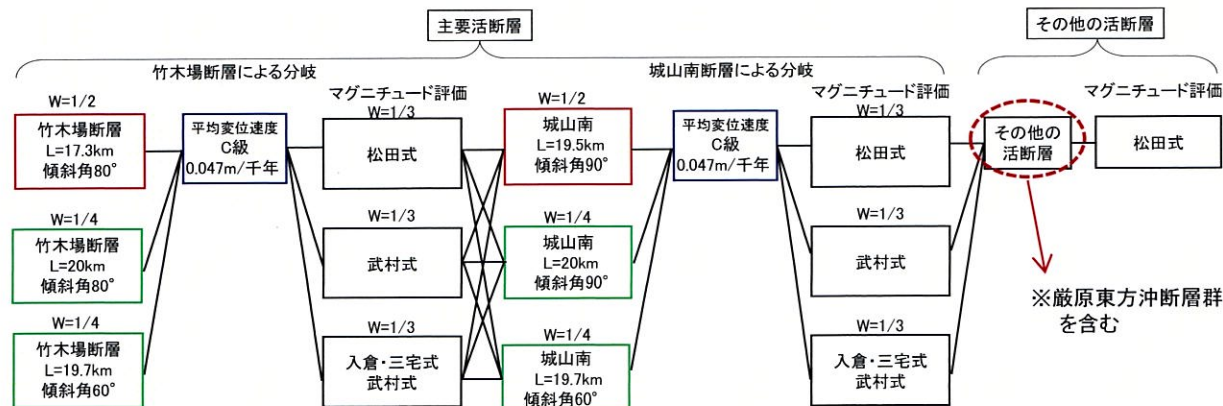 主要活断層
その他の活断層
竹木場断層による分岐
城山南断層による分岐
W=1/2
竹木場断層
L=17.3km
傾斜角80°
W=1/4
竹木場断層
L=20km
傾斜角80°
W=1/4
竹木場断層
L=19.7km
傾斜角60°
平均変位速度
C級
0.047m/千年
マグニチュード評価
W=1/3
松田式
W=1/3
武村式
W=1/3
入倉・三宅式
武村式
W=1/2
城山南
L=19.5km
傾斜角90°
W=1/4
城山南
L=20km
傾斜角90°
W=1/4
城山南
L=19.7km
傾斜角60°
平均変位速度
C級
0.047m/千年
マグニチュード評価
W=1/3
松田式
W=1/3
武村式
W=1/3
入倉・三宅式
武村式
その他の
活断層
マグニチュード評価
松田式
※厳原東方沖断層群
を含む